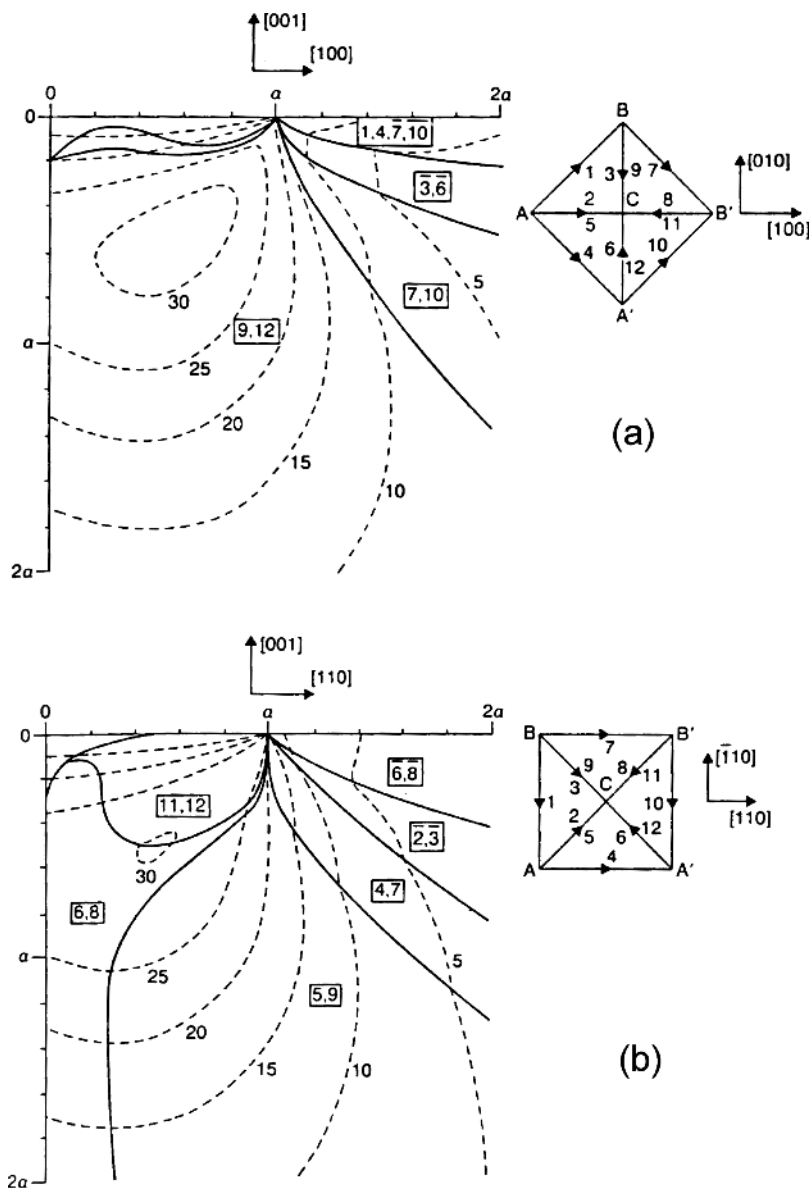 [001]
[100]
0
a
2a
0
1.4.7̅,1̅0̅
3̅,6̅
5
7,10
30
9,12
a
25
20
15
10
2a
B
1
3
9
7
[010]
A
2
C
8
B'
5
11
[100]
4
6
10
12
A'
(a)
[001]
[110]
0
a
2a
0
6̅,8̅
11,12
2̅,3̅
30
4,7
6,8
a
5
25
5,9
20
15
10
2a
B
7
B'
9
8
[1̅10]
3
C
11
1
10
2
12
[110]
5
6
A
4
A'
(b)